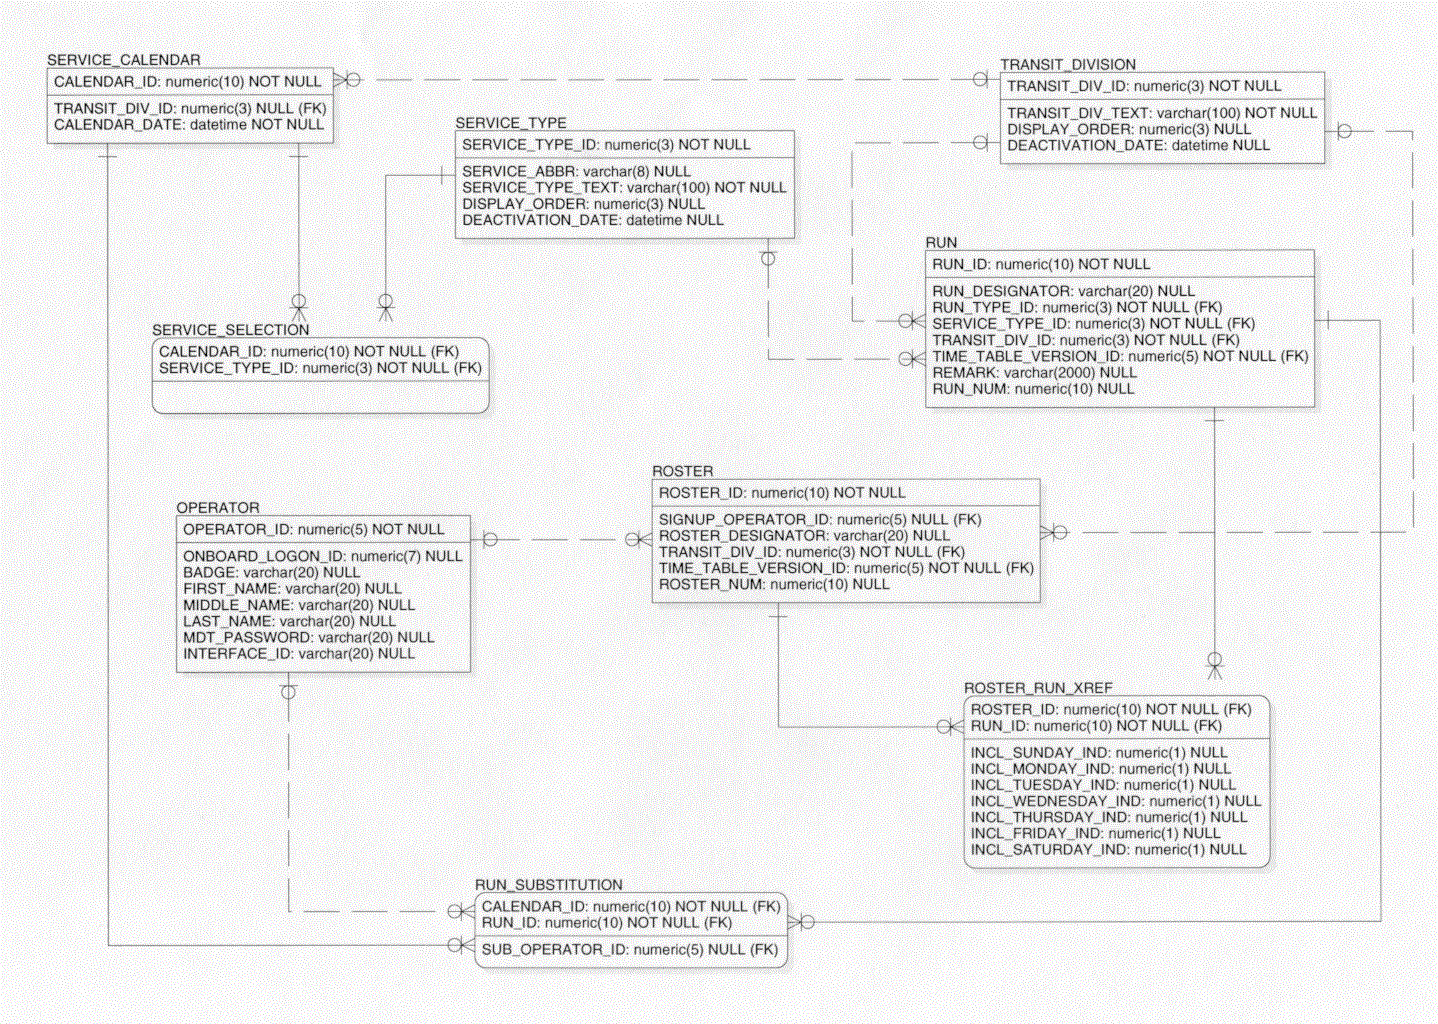 SERVICE_CALENDAR
CALENDAR_ID: numeric(10) NOT NULL
TRANSIT_DIV_ID: numeric(3) NULL (FK)
CALENDAR_DATE: datetime NOT NULL
TRANSIT_DIVISION
TRANSIT_DIV_ID: numeric(3) NOT NULL
TRANSIT_DIV_TEXT: varchar(100) NOT NULL
DISPLAY_ORDER: numeric(3) NULL
DEACTIVATION_DATE: datetime NULL
SERVICE_TYPE
SERVICE_TYPE_ID: numeric(3) NOT NULL
SERVICE_ABBR: varchar(8) NULL
SERVICE_TYPE_TEXT: varchar(100) NOT NULL
DISPLAY_ORDER: numeric(3) NULL
DEACTIVATION_DATE: datetime NULL
RUN
RUN_ID: numeric(10) NOT NULL
RUN_DESIGNATOR: varchar(20) NULL
RUN_TYPE_ID: numeric(3) NOT NULL (FK)
SERVICE_TYPE_ID: numeric(3) NOT NULL (FK)
TRANSIT_DIV_ID: numeric(3) NOT NULL (FK)
TIME_TABLE_VERSION_ID: numeric(5) NOT NULL (FK)
REMARK: varchar(2000) NULL
RUN_NUM: numeric(10) NULL
SERVICE_SELECTION
CALENDAR_ID: numeric(10) NOT NULL (FK)
SERVICE_TYPE_ID: numeric(3) NOT NULL (FK)
ROSTER
ROSTER_ID: numeric(10) NOT NULL
SIGNUP_OPERATOR_ID: numeric(5) NULL (FK)
ROSTER_DESIGNATOR: varchar(20) NULL
TRANSIT_DIV_ID: numeric(3) NOT NULL (FK)
TIME_TABLE_VERSION_ID: numeric(5) NOT NULL (FK)
ROSTER_NUM: numeric(10) NULL
OPERATOR
OPERATOR_ID: numeric(5) NOT NULL
ONBOARD_LOGON_ID: numeric(7) NULL
BADGE: varchar(20) NULL
FIRST_NAME: varchar(20) NULL
MIDDLE_NAME: varchar(20) NULL
LAST_NAME: varchar(20) NULL
MDT_PASSWORD: varchar(20) NULL
INTERFACE_ID: varchar(20) NULL
ROSTER_RUN_XREF
ROSTER_ID: numeric(10) NOT NULL (FK)
RUN_ID: numeric(10) NOT NULL (FK)
INCL_SUNDAY_IND: numeric(1) NULL
INCL_MONDAY_IND: numeric(1) NULL
INCL_TUESDAY_IND: numeric(1) NULL
INCL_WEDNESDAY_IND: numeric(1) NULL
INCL_THURSDAY_IND: numeric(1) NULL
INCL_FRIDAY_IND: numeric(1) NULL
INCL_SATURDAY_IND: numeric(1) NULL
RUN_SUBSTITUTION
CALENDAR_ID: numeric(10) NOT NULL (FK)
RUN_ID: numeric(10) NOT NULL (FK)
SUB_OPERATOR_ID: numeric(5) NULL (FK)